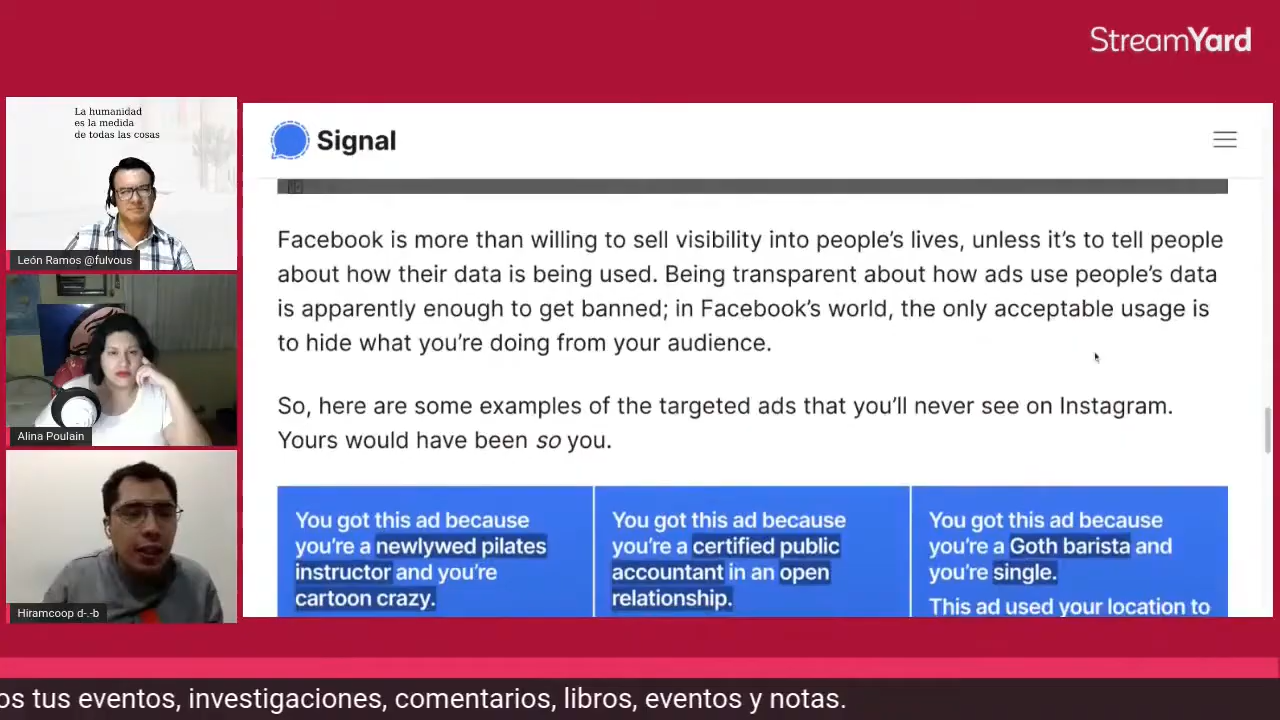 StreamYard
La humanidad
es la medida
de todas las cosas
León Ramos @fulvous
Alina Poulain
Hiramcoop d-.-b
Signal
Facebook is more than willing to sell visibility into people’s lives, unless it’s to tell people
about how their data is being used. Being transparent about how ads use people’s data
is apparently enough to get banned; in Facebook’s world, the only acceptable usage is
to hide what you’re doing from your audience.
So, here are some examples of the targeted ads that you’ll never see on Instagram.
Yours would have been so you.
You got this ad because
you’re a newlywed pilates
instructor and you’re
cartoon crazy.
You got this ad because
you’re a certified public
accountant in an open
relationship.
You got this ad because
you’re a Goth barista and
you’re single.
This ad used your location to
os tus eventos, investigaciones, comentarios, libros, eventos y notas.